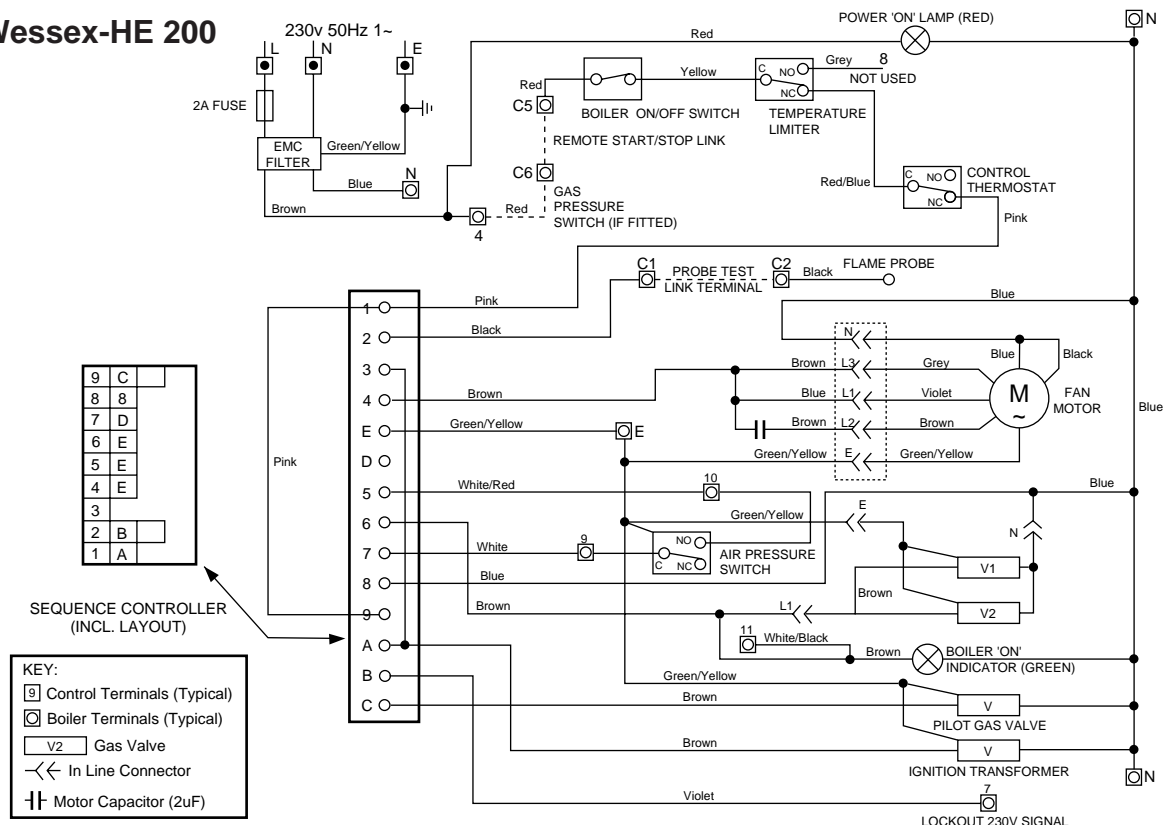 Wessex-HE 200
230v 50Hz 1~
L
N
E
2A FUSE
EMC
FILTER
Green/Yellow
Blue
N
Brown
4
Red
Red
C5
Red
BOILER ON/OFF SWITCH
REMOTE START/STOP LINK
C6
GAS
PRESSURE
SWITCH (IF FITTED)
Yellow
C
NO
NC
Grey
8
NOT USED
TEMPERATURE
LIMITER
POWER 'ON' LAMP (RED)
N
Red/Blue
C
NO
NC
CONTROL
THERMOSTAT
Pink
C1
PROBE TEST
LINK TERMINAL
C2
Black
FLAME PROBE
Blue
1
2
3
4
E
D
5
6
7
8
9
A
B
C
Pink
Black
Brown
Green/Yellow
White/Red
White
Blue
Brown
Pink
N
Brown
L3
Grey
Blue
L1
Violet
Brown
L2
Brown
Green/Yellow
E
Green/Yellow
Blue
Black
M
~
FAN
MOTOR
Blue
E
10
Green/Yellow
E
9
NO
C
NC
AIR PRESSURE
SWITCH
Blue
N
V1
Brown
V2
L1
11
White/Black
Brown
BOILER 'ON'
INDICATOR (GREEN)
Green/Yellow
Brown
V
PILOT GAS VALVE
Brown
V
IGNITION TRANSFORMER
N
Violet
7
LOCKOUT 230V SIGNAL
9 C
8 8
7 D
6 E
5 E
4 E
3
2 B
1 A
SEQUENCE CONTROLLER
(INCL. LAYOUT)
KEY:
9 Control Terminals (Typical)
Boiler Terminals (Typical)
V2 Gas Valve
In Line Connector
Motor Capacitor (2uF)